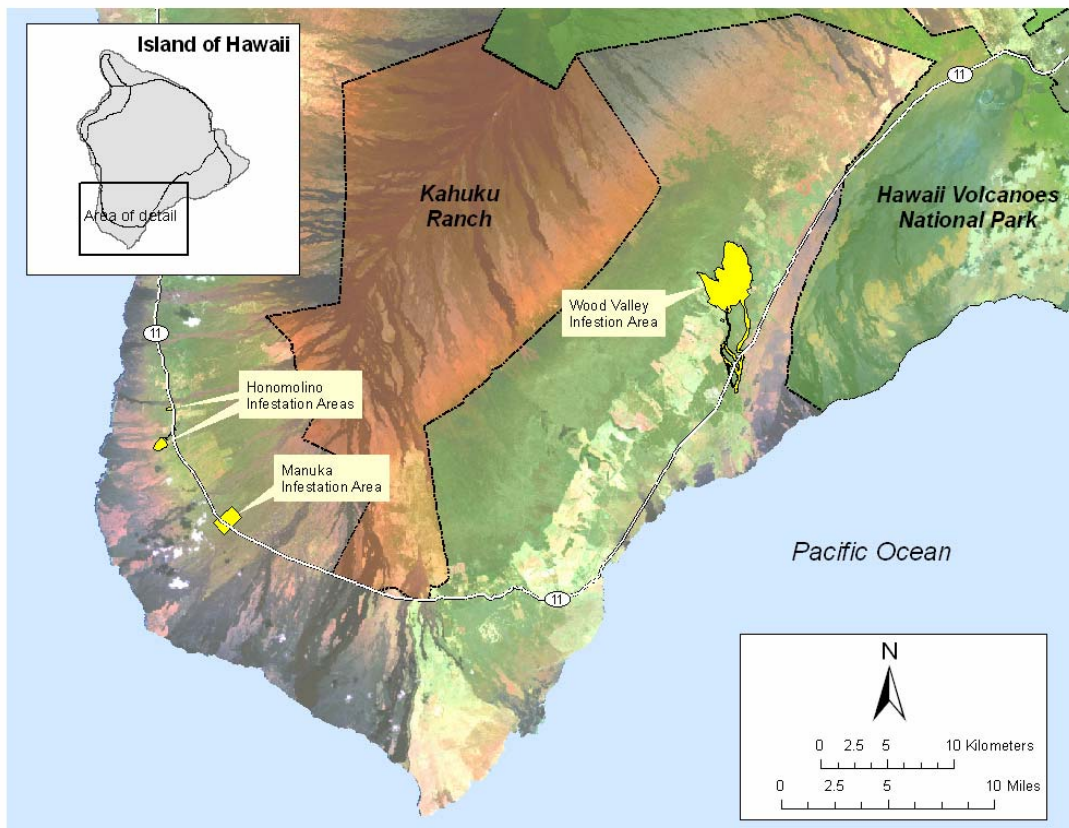 Island of Hawaii
Area of detail
11
Kahuku
Ranch
Hawaii Volcanoes
National Park
Wood Valley
Infestion Area
11
Honomolino
Infestation Areas
Manuka
Infestation Area
Pacific Ocean
11
N
0 2.5 5 10 Kilometers
0 2.5 5 10 Miles